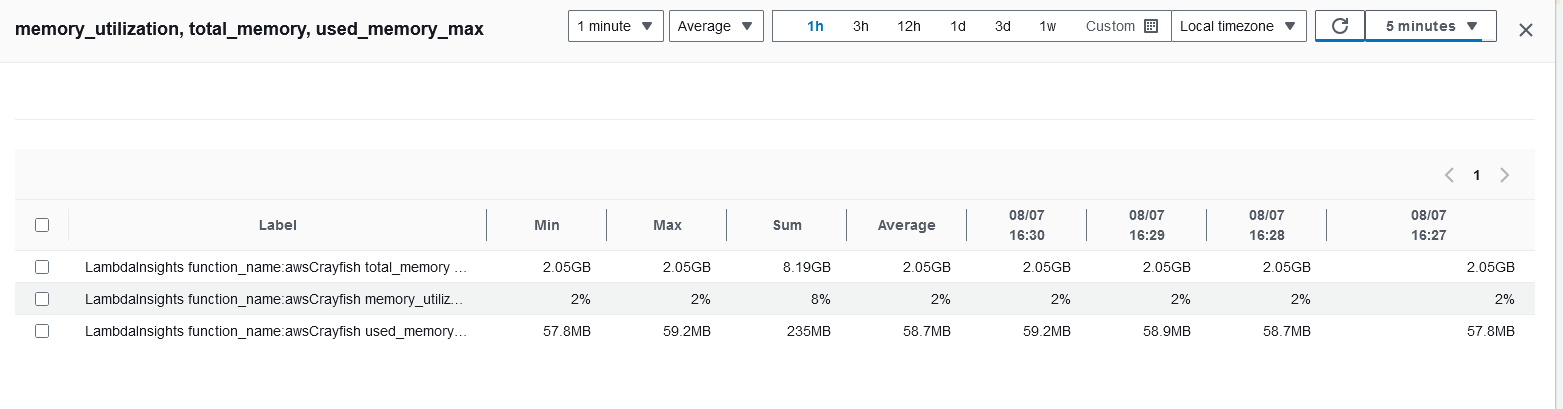 memory_utilization, total_memory, used_memory_max
1 minute Average 1h 3h 12h 1d 3d 1w Custom Local timezone 5 minutes
1
Label Min Max Sum Average 08/07 16:30 08/07 16:29 08/07 16:28 08/07 16:27
LambdaInsights function_name:awsCrayfish total_memory ... 2.05GB 2.05GB 8.19GB 2.05GB 2.05GB 2.05GB 2.05GB 2.05GB
LambdaInsights function_name:awsCrayfish memory_utiliz... 2% 2% 8% 2% 2% 2% 2% 2%
LambdaInsights function_name:awsCrayfish used_memory... 57.8MB 59.2MB 235MB 58.7MB 59.2MB 58.9MB 58.7MB 57.8MB